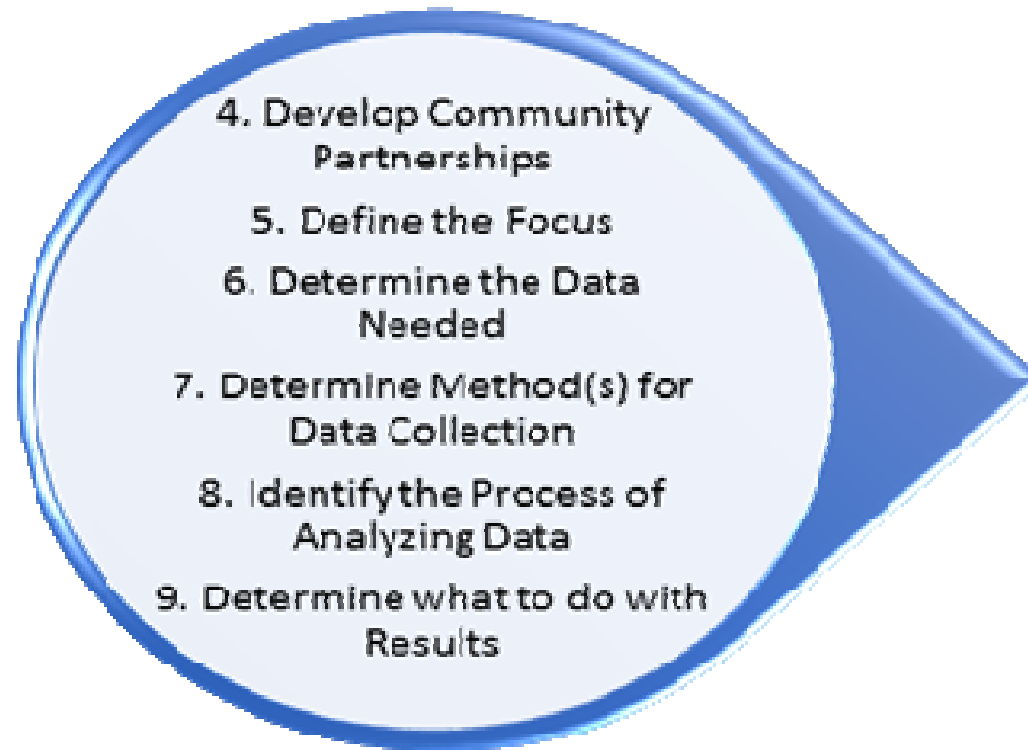 4. Develop Community
Partnerships
5. Define the Focus
6. Determine the Data
Needed
7. Determine Method(s) for
Data Collection
8. Identify the Process of
Analyzing Data
9. Determine what to do with
Results